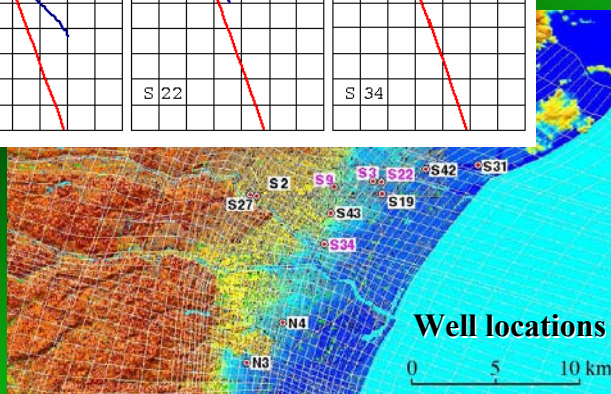 S 22
S 34
S42
S31
S3
S22
S9
S2
S27
S19
S43
S34
N4
Well locations
N3
0 5 10 km